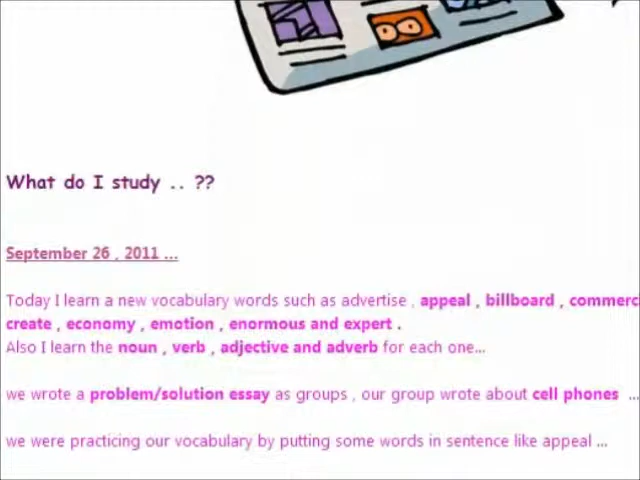 What do I study .. ??
September 26 , 2011 ...
Today I learn a new vocabulary words such as advertise , appeal , billboard ,
create , economy , emotion , enormous and expert .
Also I learn the noun , verb , adjective and adverb for each one...
we wrote a problem/solution essay as groups , our group wrote about cell phones ...
we were practicing our vocabulary by putting some words in sentence like appeal ...